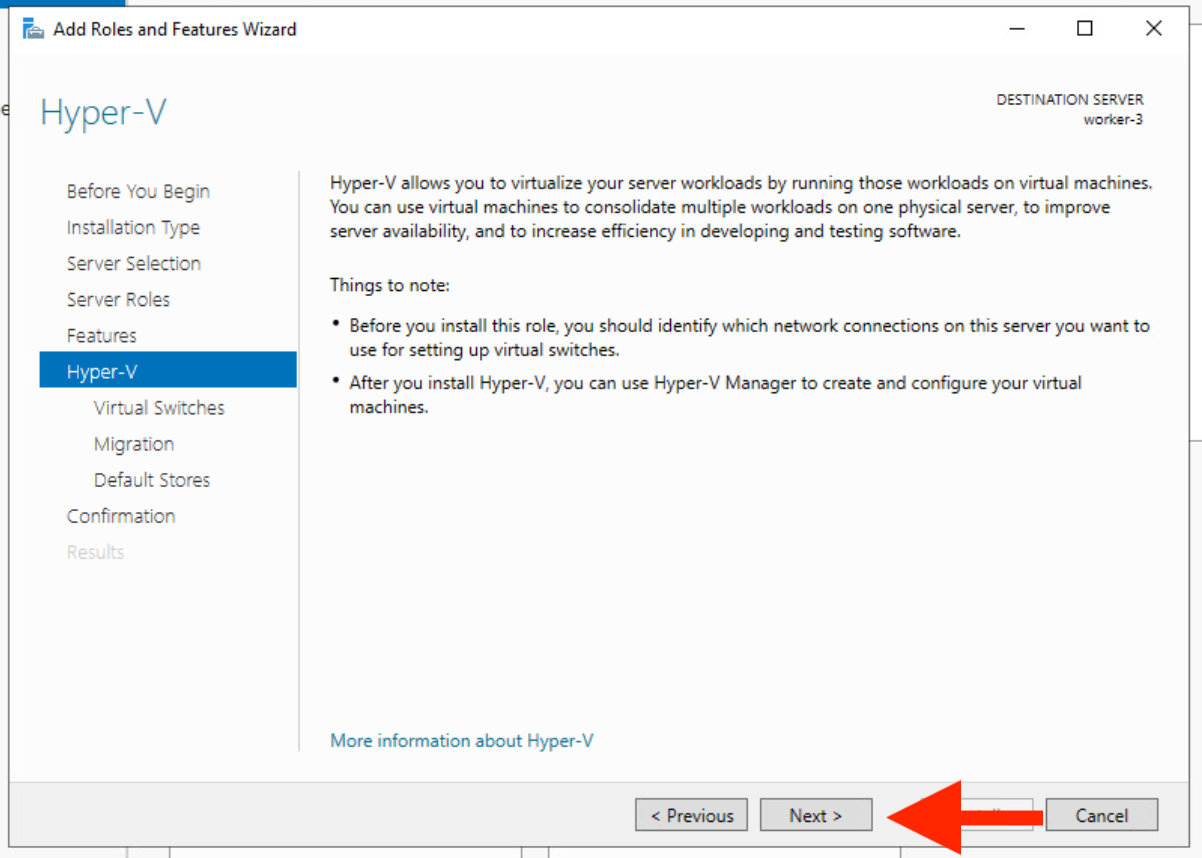 Add Roles and Features Wizard
Hyper-V
DESTINATION SERVER
worker-3
Before You Begin
Installation Type
Server Selection
Server Roles
Features
Hyper-V
Virtual Switches
Migration
Default Stores
Confirmation
Results
Hyper-V allows you to virtualize your server workloads by running those workloads on virtual machines.
You can use virtual machines to consolidate multiple workloads on one physical server, to improve
server availability, and to increase efficiency in developing and testing software.
Things to note:
• Before you install this role, you should identify which network connections on this server you want to
use for setting up virtual switches.
• After you install Hyper-V, you can use Hyper-V Manager to create and configure your virtual
machines.
More information about Hyper-V
< Previous
Next >
Cancel